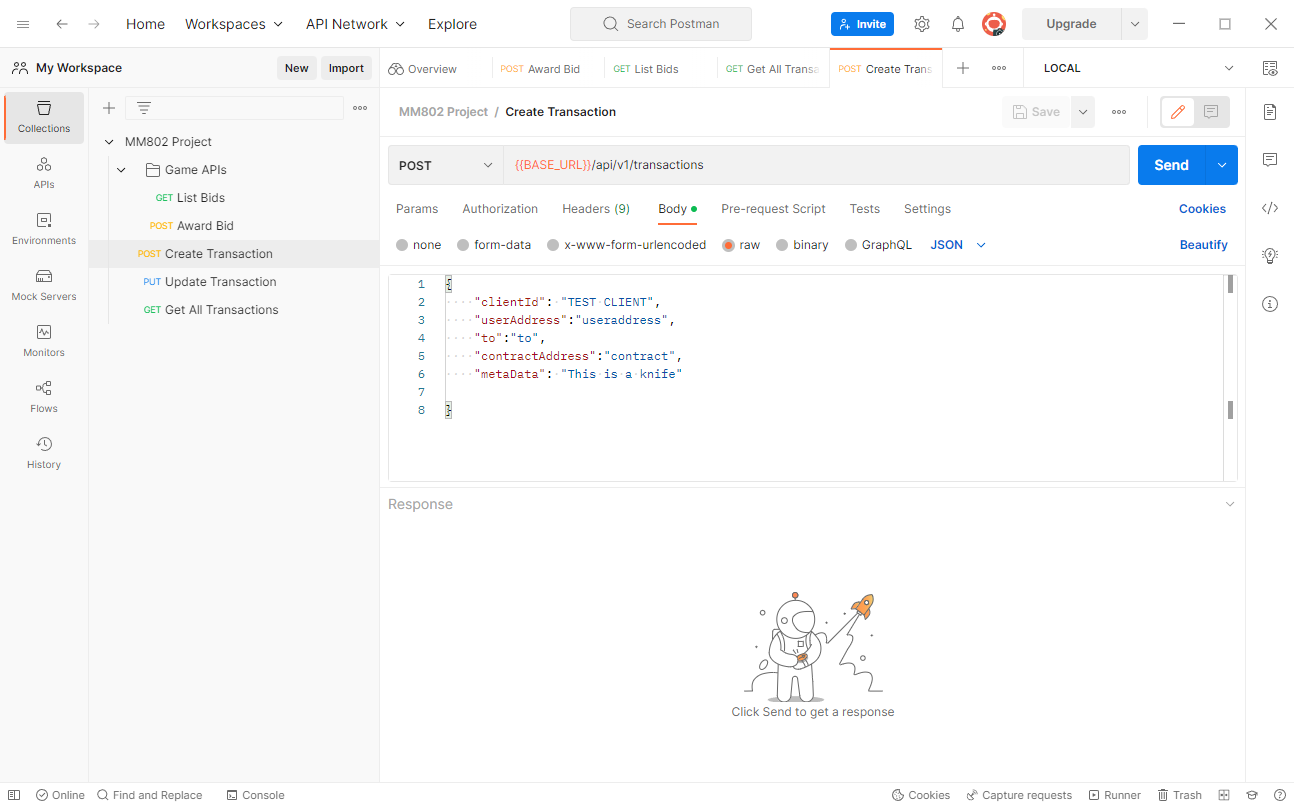 Home Workspaces API Network Explore Search Postman Invite Upgrade
My Workspace New Import Overview POST Award Bid GET List Bids GET Get All Transa POST Create Trans LOCAL
MM802 Project / Create Transaction Save
Collections
APIs
Environments
Mock Servers
Monitors
Flows
History
MM802 Project
Game APIs
GET List Bids
POST Award Bid
POST Create Transaction
PUT Update Transaction
GET Get All Transactions
POST {{BASE_URL}}/api/v1/transactions Send
Params Authorization Headers (9) Body Pre-request Script Tests Settings Cookies
none form-data x-www-form-urlencoded raw binary GraphQL JSON Beautify
1 {
2 "clientId": "TEST CLIENT",
3 "userAddress":"useraddress",
4 "to":"to",
5 "contractAddress":"contract",
6 "metaData": "This is a knife"
7
8 }
Response
Click Send to get a response
Online Find and Replace Console Cookies Capture requests Runner Trash